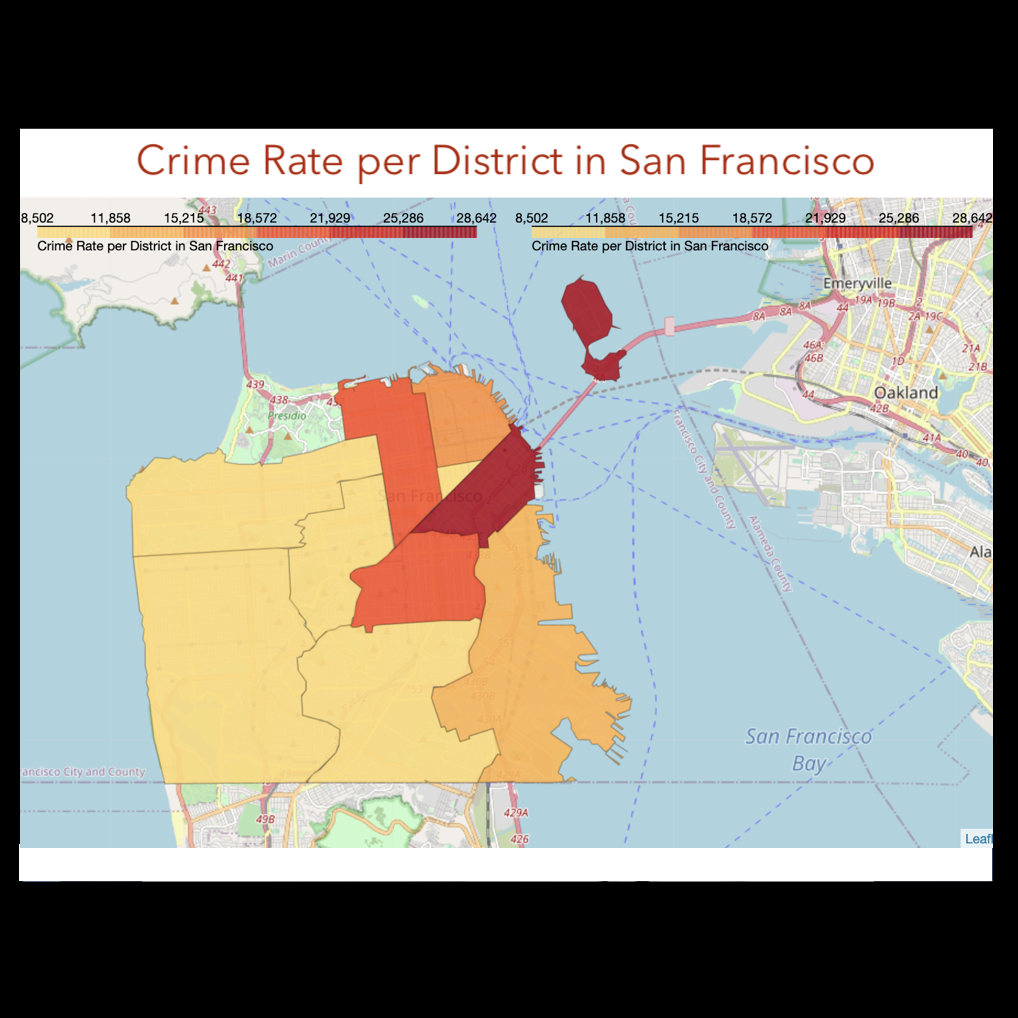 Crime Rate per District in San Francisco
8,502 11,858 15,215 18,572 21,929 25,286 28,642
8,502 11,858 15,215 18,572 21,929 25,286 28,642
Crime Rate per District in San Francisco
Crime Rate per District in San Francisco
443
Marin County
442
441
Emeryville
19A 19B
2
8A
8A
8A
44
2A 19C
46A
46B
21A
21B
1D
439
438
Presidio
Oakland
44
42B
41A
40
40
San Francisco
Francisco City and County
Alameda County
Ala
429A
San Francisco
Bay
ancisco City and County
49B
429A
426
Leafl